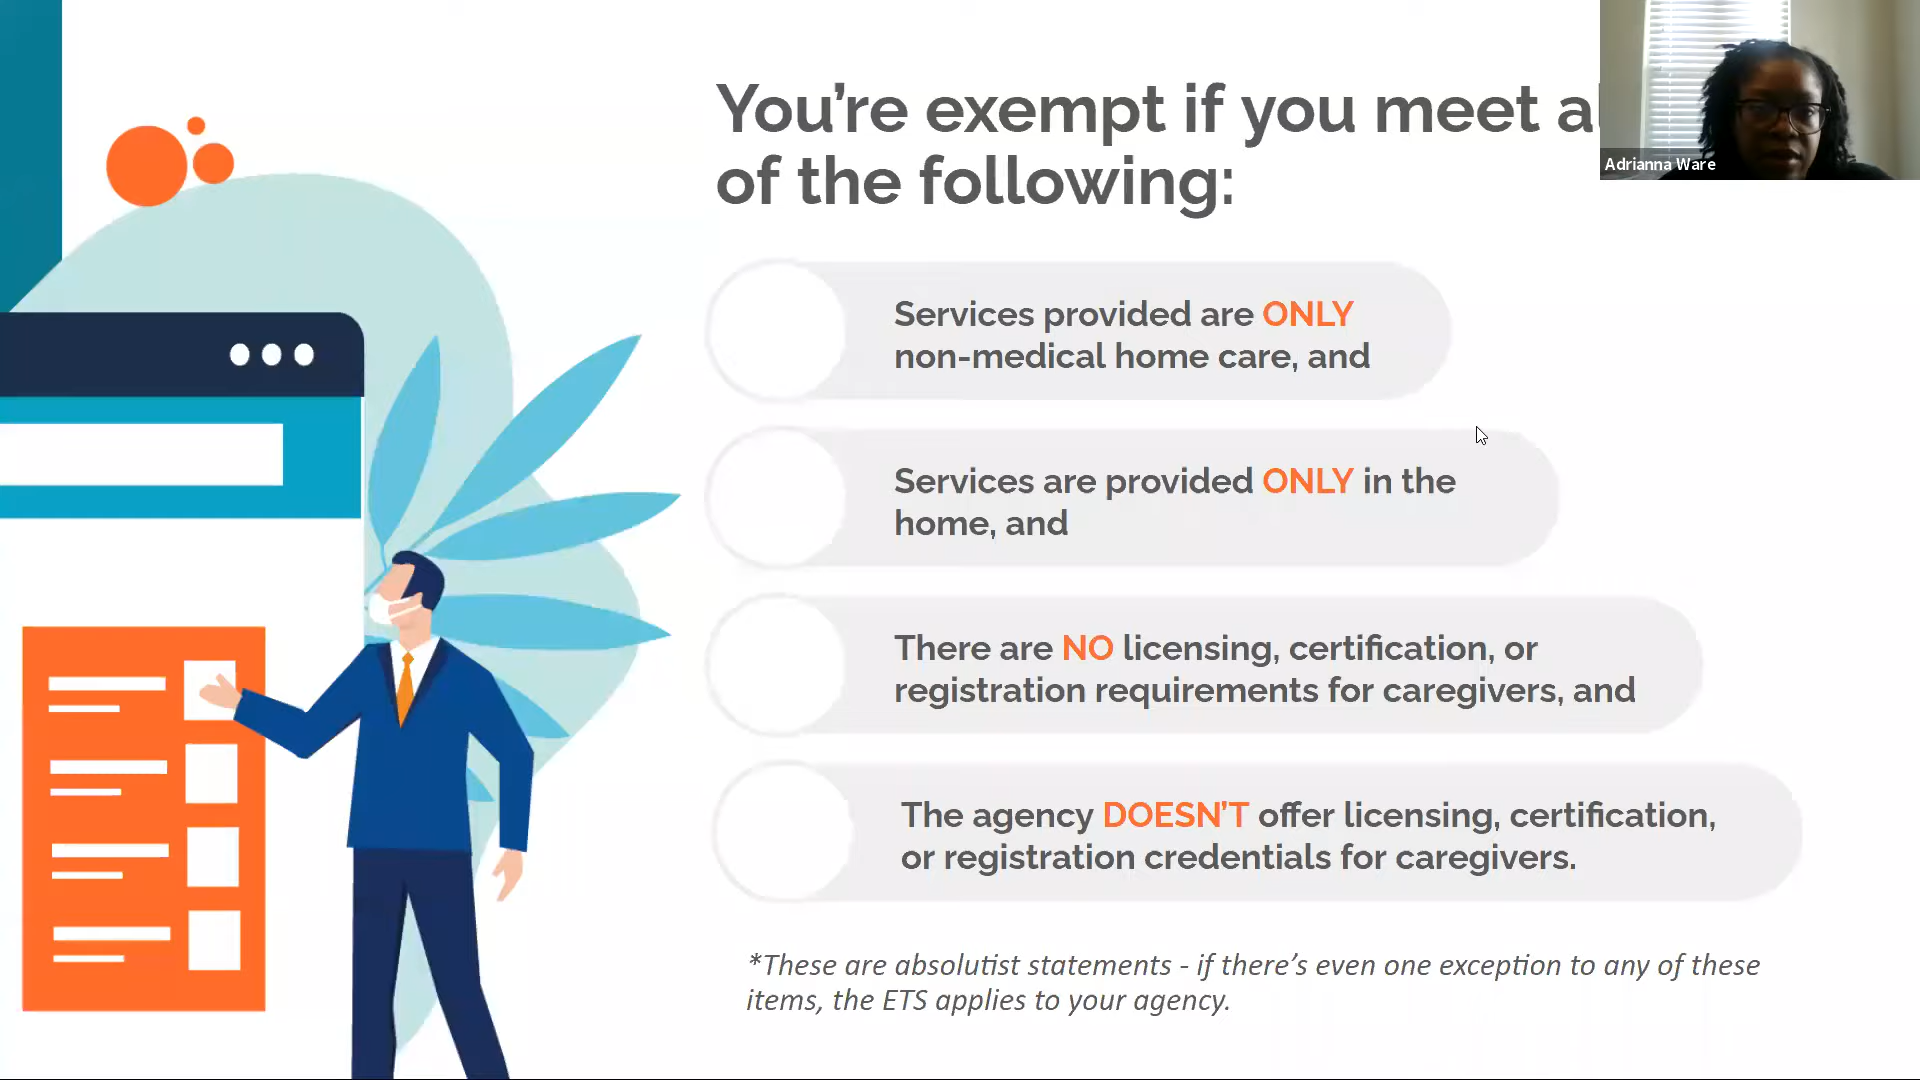 You're exempt if you meet a
of the following:
Adrianna Ware
Services provided are ONLY
non-medical home care, and
Services are provided ONLY in the
home, and
There are NO licensing, certification, or
registration requirements for caregivers, and
The agency DOESN'T offer licensing, certification,
or registration credentials for caregivers.
*These are absolutist statements - if there's even one exception to any of these
items, the ETS applies to your agency.